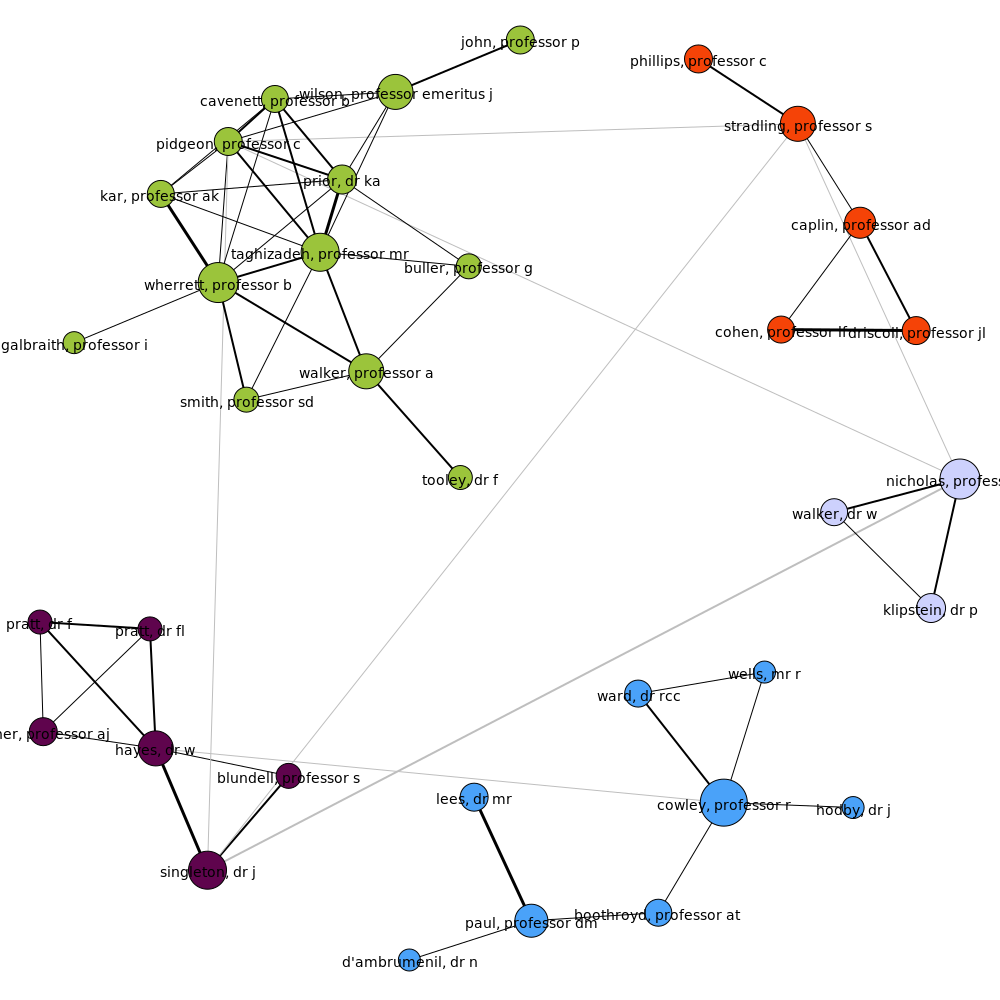 john, professor p
phillips, professor c
wilson, professor emeritus j
cavenett, professor b
stradling, professor s
pidgeon, professor c
prior, dr ka
kar, professor ak
caplin, professor ad
taghizadeh, professor mr
buller, professor g
wherrett, professor b
cohen, professor lf
driscoll, professor jl
galbraith, professor i
walker, professor a
smith, professor sd
tooley, dr f
nicholas, profess
walker, dr w
klipstein, dr p
pratt, dr f
pratt, dr fl
wells, mr r
ward, dr rcc
ner, professor aj
hayes, dr w
blundell, professor s
lees, dr mr
cowley, professor r
hodby, dr j
singleton, dr j
boothroyd, professor at
paul, professor dm
d'ambrumenil, dr n